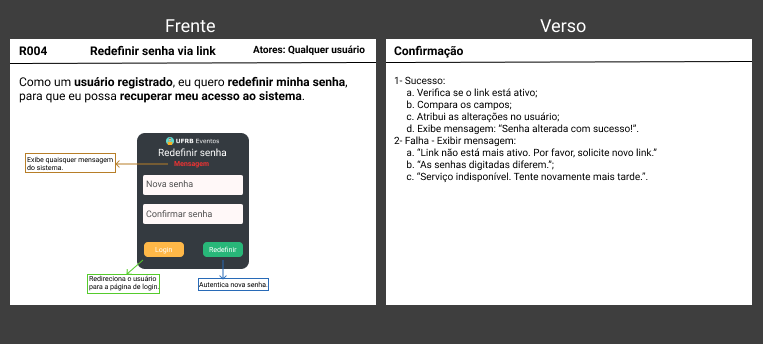 Frente
R004 Redefinir senha via link Atores: Qualquer usuário
Como um usuário registrado, eu quero redefinir minha senha,
para que eu possa recuperar meu acesso ao sistema.
UFRB Eventos
Redefinir senha
Mensagem
Exibe quaisquer mensagem
do sistema.
Nova senha
Confirmar senha
Login
Redefinir
Redireciona o usuário
para a página de login.
Autentica nova senha.
Verso
Confirmação
1- Sucesso:
a. Verifica se o link está ativo;
b. Compara os campos;
c. Atribui as alterações no usuário;
d. Exibe mensagem: “Senha alterada com sucesso!”.
2- Falha - Exibir mensagem:
a. “Link não está mais ativo. Por favor, solicite novo link.”
b. “As senhas digitadas diferem.”;
c. “Serviço indisponível. Tente novamente mais tarde.”.